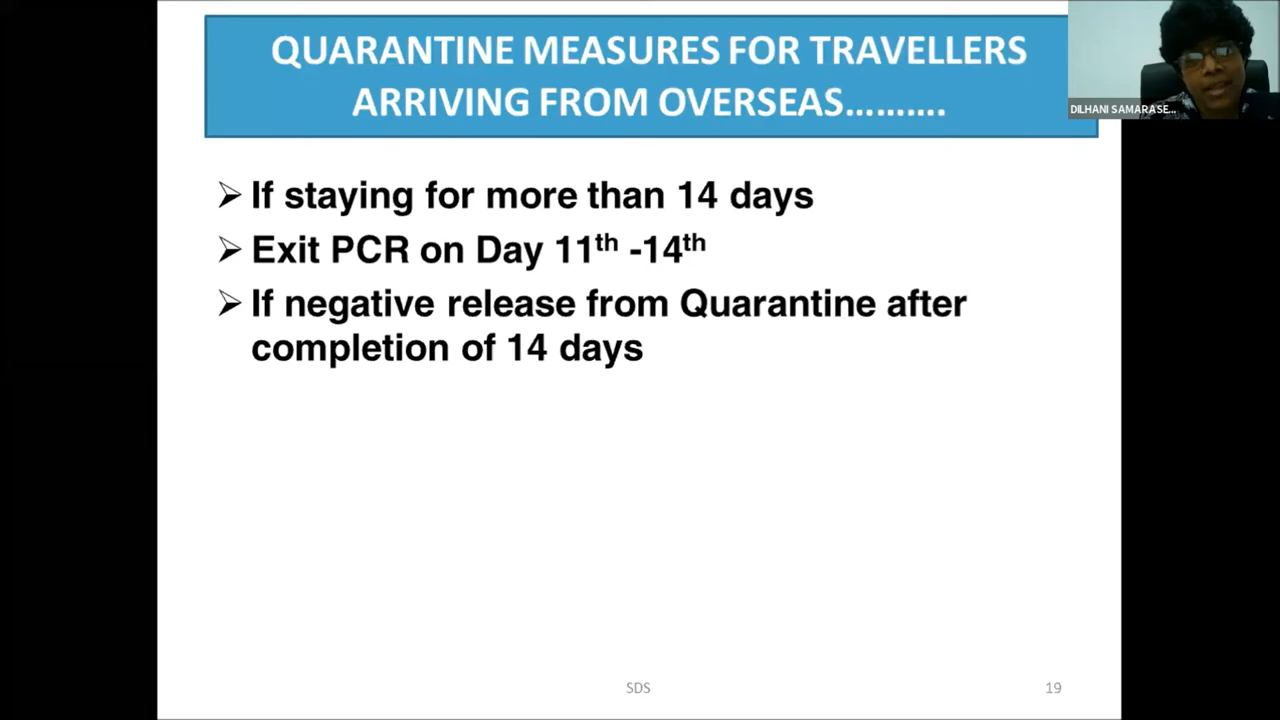 QUARANTINE MEASURES FOR TRAVELLERS
ARRIVING FROM OVERSEAS……….
DILHANI SAMARASE...
➢ If staying for more than 14 days
➢ Exit PCR on Day 11th -14th
➢ If negative release from Quarantine after
completion of 14 days
SDS
19